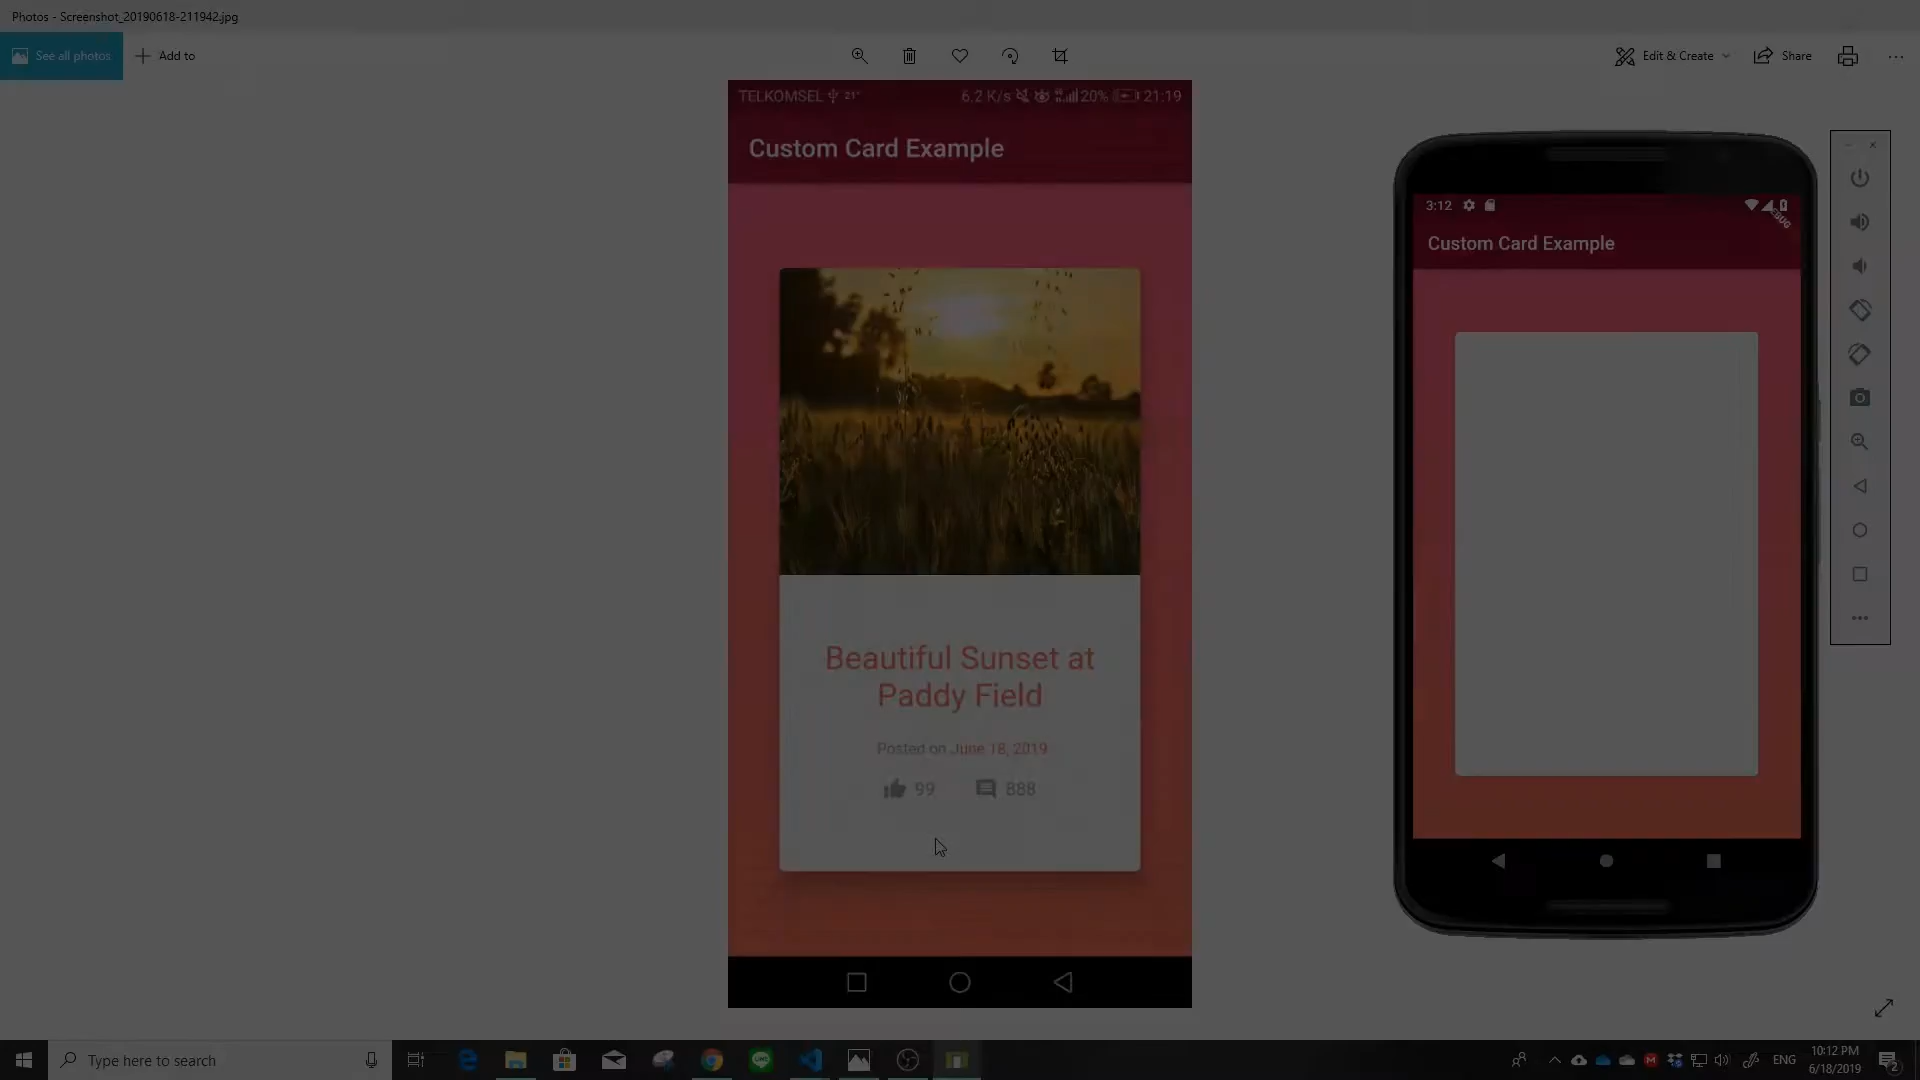 Photos - Screenshot_20190618-211942.jpg
See all photos
Add to
Edit & Create
Share
TELKOMSEL 21°
6.2 K/s 20% 21:19
Custom Card Example
Beautiful Sunset at
Paddy Field
Posted on June 18, 2019
99 888
3:12
Custom Card Example
Type here to search
ENG
10:12 PM
6/18/2019
2